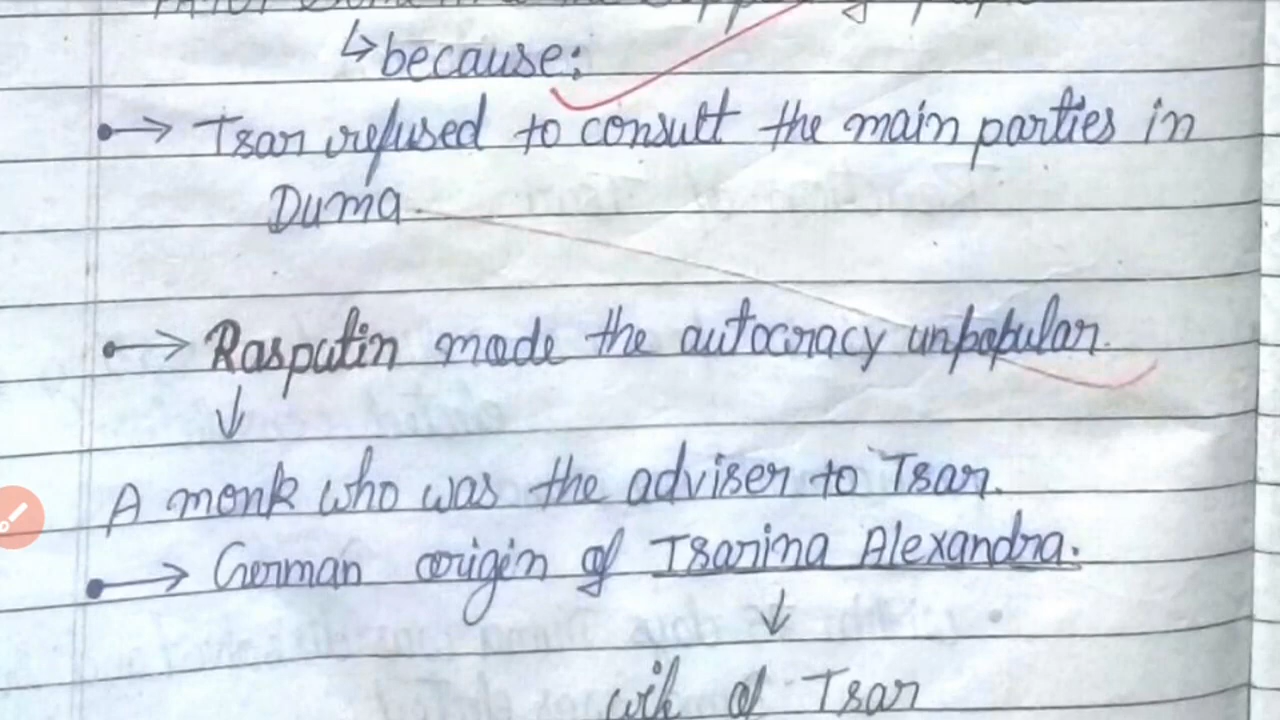 ↳because:
•→ Tsar refused to consult the main parties in
Duma
•→ Rasputin made the autocracy unpopular.
↓
A monk who was the adviser to Tsar.
•→ German origin of Tsarina Alexandra.
↓
wife of Tsar